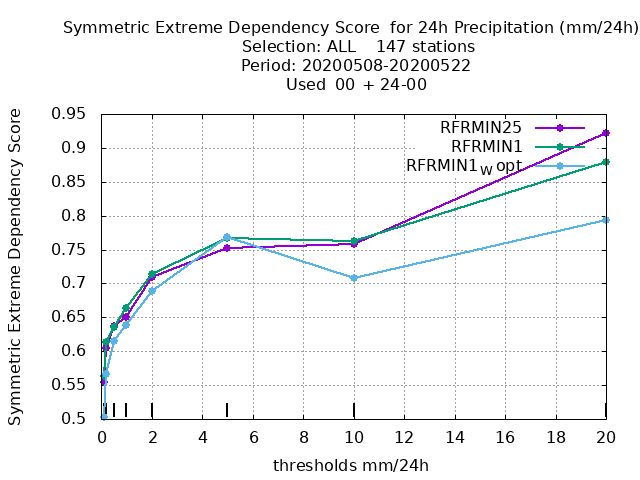 Symmetric Extreme Dependency Score  for 24h Precipitation (mm/24h)
Selection: ALL    147 stations
Period: 20200508-20200522
Used  00 + 24-00
Symmetric Extreme Dependency Score
0.95
0.9
0.85
0.8
0.75
0.7
0.65
0.6
0.55
0.5
RFRMIN25
RFRMIN1
RFRMIN1w opt
0 2 4 6 8 10 12 14 16 18 20
thresholds mm/24h